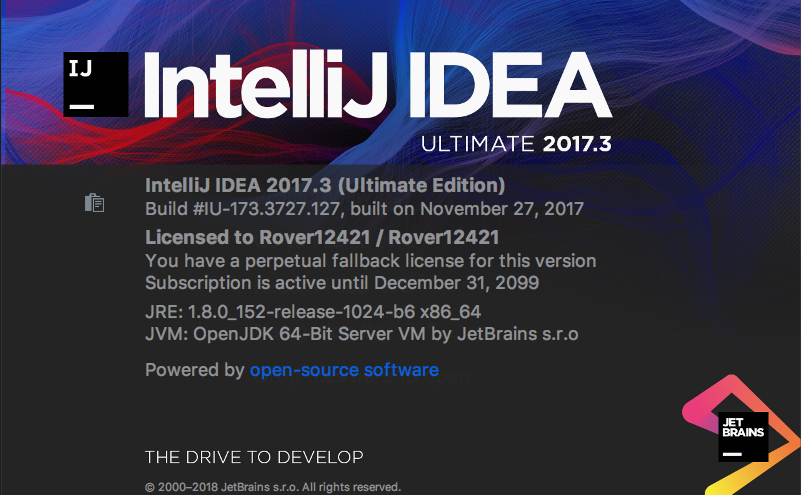 IJ
IntelliJ IDEA
ULTIMATE 2017.3
IntelliJ IDEA 2017.3 (Ultimate Edition)
Build #IU-173.3727.127, built on November 27, 2017
Licensed to Rover12421 / Rover12421
You have a perpetual fallback license for this version
Subscription is active until December 31, 2099
JRE: 1.8.0_152-release-1024-b6 x86_64
JVM: OpenJDK 64-Bit Server VM by JetBrains s.r.o
Powered by open-source software
JET
BRAINS
THE DRIVE TO DEVELOP
© 2000–2018 JetBrains s.r.o. All rights reserved.